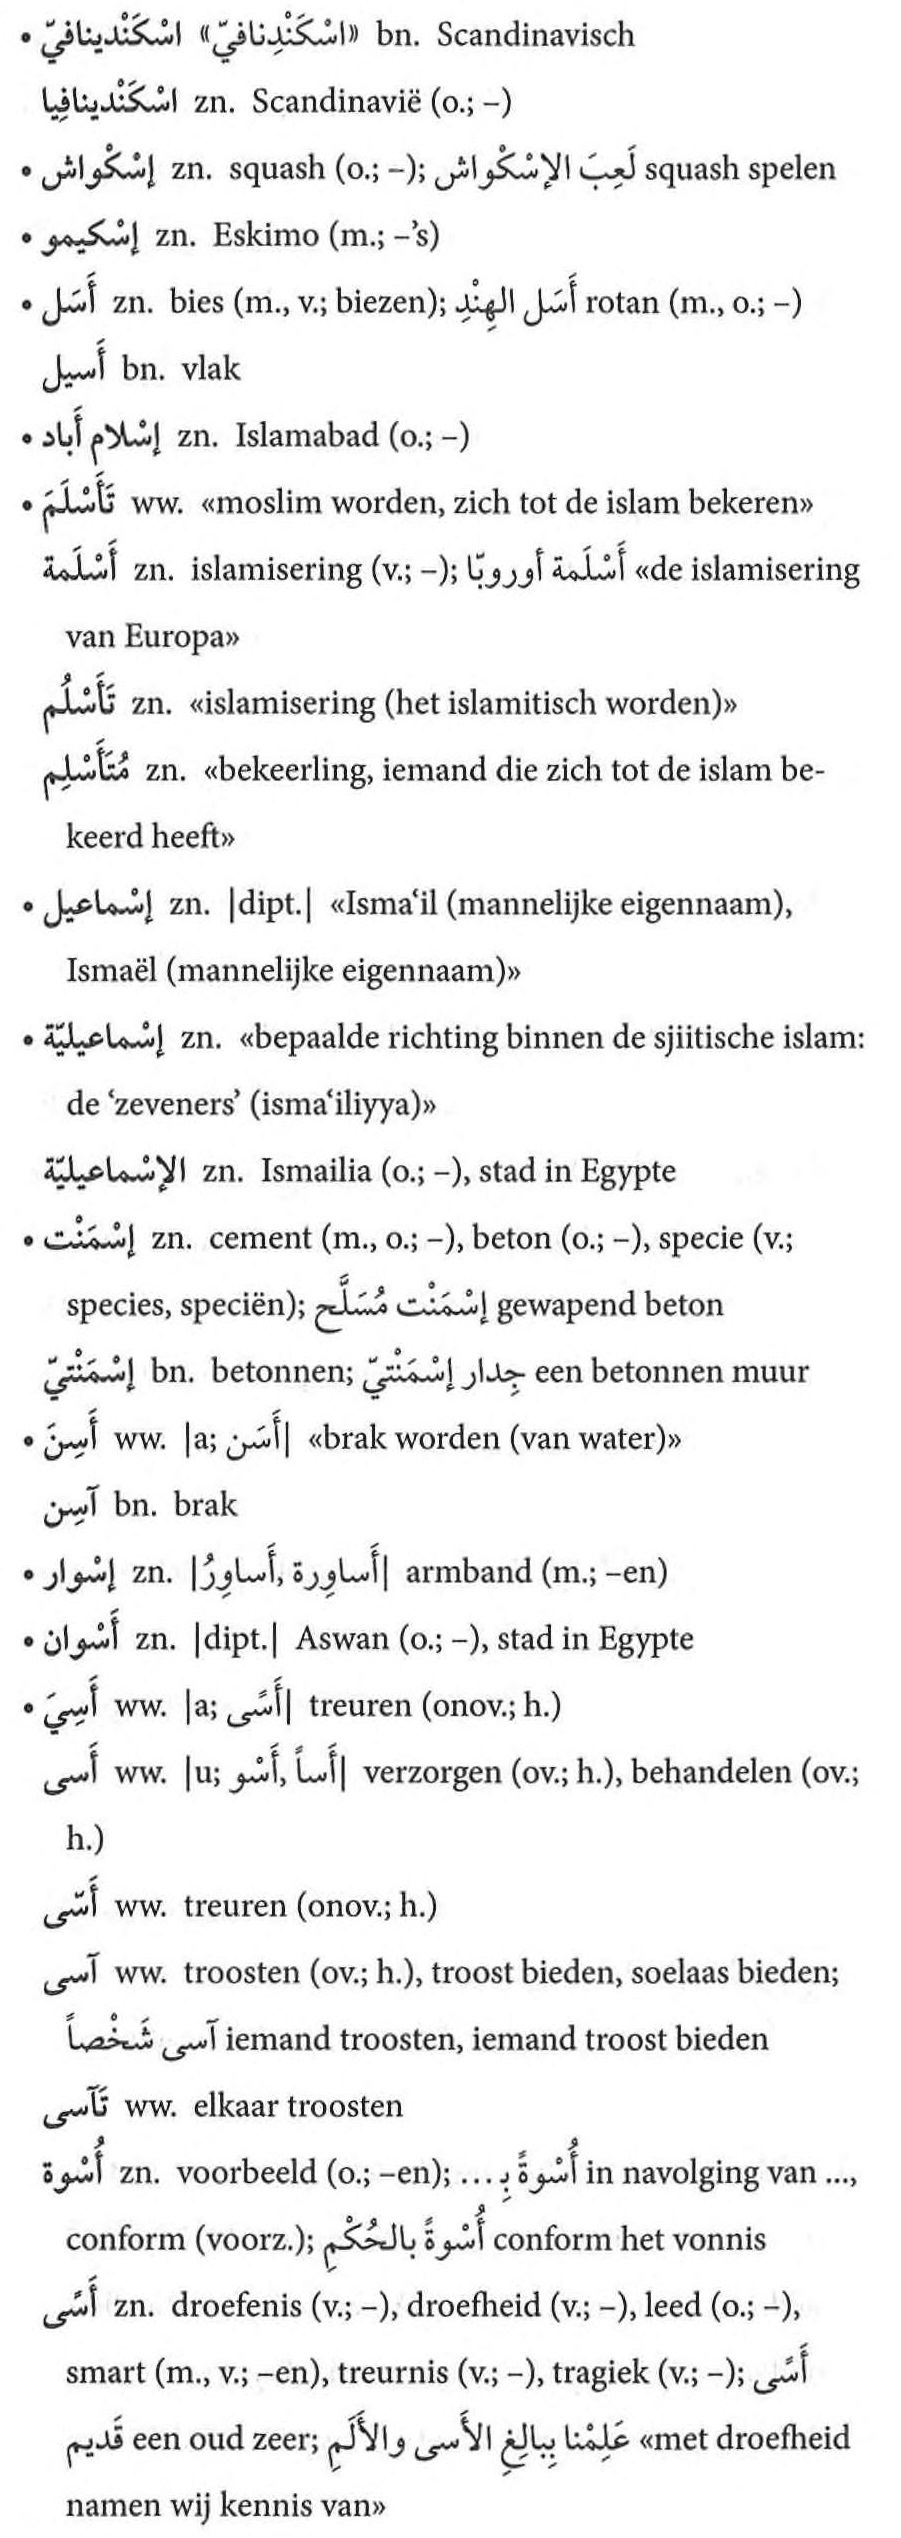 • اسْكَنْدينافيّ «اسْكَنْدِنافيّ» bn. Scandinavisch
اسْكَنْدينافِيا zn. Scandinavië (o.; –)
• إسْكْواش zn. squash (o.; –); لَعِبَ الإسْكْواش squash spelen
• إسْكيمو zn. Eskimo (m.; –’s)
• أَسَل zn. bies (m., v.; biezen); أَسَل الهِنْدِ rotan (m., o.; –)
أَسيل bn. vlak
• إسْلام أَباد zn. Islamabad (o.; –)
• تَأَسْلَمَ ww. «moslim worden, zich tot de islam bekeren»
أَسْلَمة zn. islamisering (v.; –); أَسْلَمة أوروبّا «de islamisering
van Europa»
تَأَسْلُم zn. «islamisering (het islamitisch worden)»
مُتَأَسْلِم zn. «bekeerling, iemand die zich tot de islam be-
keerd heeft»
• إسْماعيل zn. |dipt.| «Isma‘il (mannelijke eigennaam),
Ismaël (mannelijke eigennaam)»
• إسْماعيليّة zn. «bepaalde richting binnen de sjiitische islam:
de ‘zeveners’ (isma‘iliyya)»
الإسْماعيليّة zn. Ismailia (o.; –), stad in Egypte
• إسْمَنْت zn. cement (m., o.; –), beton (o.; –), specie (v.;
species, speciën); إسْمَنْت مُسَلَّح gewapend beton
إسْمَنْتيّ bn. betonnen; جِدار إسْمَنْتيّ een betonnen muur
• أَسِنَ ww. |a; أَسَن| «brak worden (van water)»
آسِن bn. brak
• إسْوار zn. |أَساوِرُ, أَساوِرة| armband (m.; –en)
• أَسْوان zn. |dipt.| Aswan (o.; –), stad in Egypte
• أَسِيَ ww. |a; أَسًى| treuren (onov.; h.)
أَسى ww. |u; أَسْو, أَساً| verzorgen (ov.; h.), behandelen (ov.;
h.)
أَسّى ww. treuren (onov.; h.)
آسى ww. troosten (ov.; h.), troost bieden, soelaas bieden;
آسى شَخْصاً iemand troosten, iemand troost bieden
تَآسى ww. elkaar troosten
أُسْوة zn. voorbeeld (o.; –en); أُسْوةً بِـ ... in navolging van ...,
conform (voorz.); أُسْوةً بالحُكْمِ conform het vonnis
أَسًى zn. droefenis (v.; –), droefheid (v.; –), leed (o.; –),
smart (m., v.; –en), treurnis (v.; –), tragiek (v.; –); أَسًى
قَديم een oud zeer; عَلِمْنا بِبالِغِ الأَسى والأَلَمِ «met droefheid
namen wij kennis van»